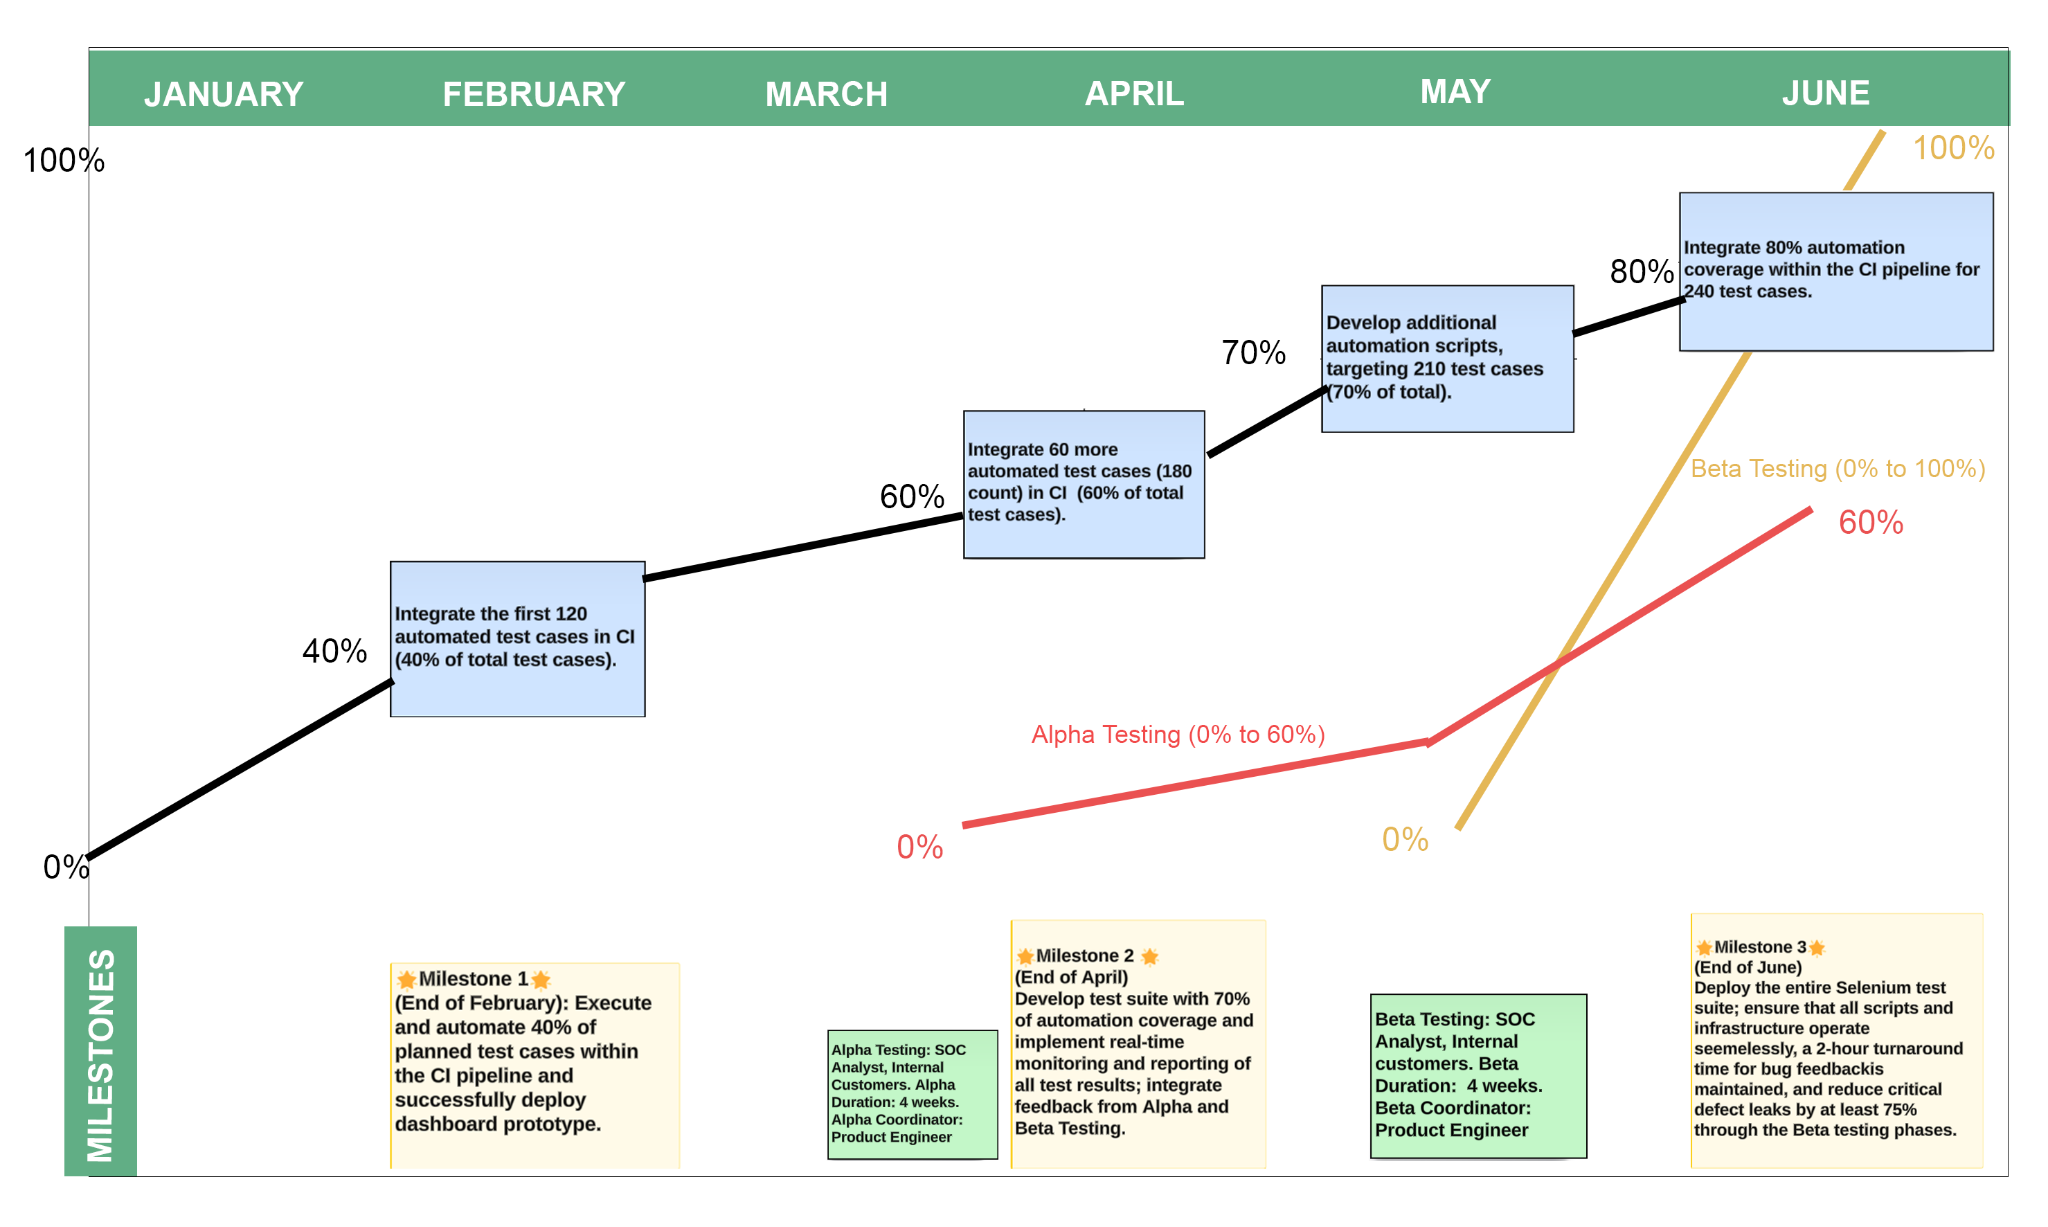 JANUARY
FEBRUARY
MARCH
APRIL
MAY
JUNE
100%
100%
Integrate 80% automation
coverage within the CI pipeline for
240 test cases.
80%
Develop additional
automation scripts,
targeting 210 test cases
(70% of total).
70%
Integrate 60 more
automated test cases (180
count) in CI  (60% of total
test cases).
60%
Beta Testing (0% to 100%)
60%
Integrate the first 120
automated test cases in CI
(40% of total test cases).
40%
Alpha Testing (0% to 60%)
0%
0%
0%
MILESTONES
Milestone 1
(End of February): Execute
and automate 40% of
planned test cases within
the CI pipeline and
successfully deploy
dashboard prototype.
Alpha Testing: SOC
Analyst, Internal
Customers. Alpha
Duration: 4 weeks.
Alpha Coordinator:
Product Engineer
Milestone 2
(End of April)
Develop test suite with 70%
of automation coverage and
implement real-time
monitoring and reporting of
all test results; integrate
feedback from Alpha and
Beta Testing.
Beta Testing: SOC
Analyst, Internal
customers. Beta
Duration:  4 weeks.
Beta Coordinator:
Product Engineer
Milestone 3
(End of June)
Deploy the entire Selenium test
suite; ensure that all scripts and
infrastructure operate
seemelessly, a 2-hour turnaround
time for bug feedbackis
maintained, and reduce critical
defect leaks by at least 75%
through the Beta testing phases.